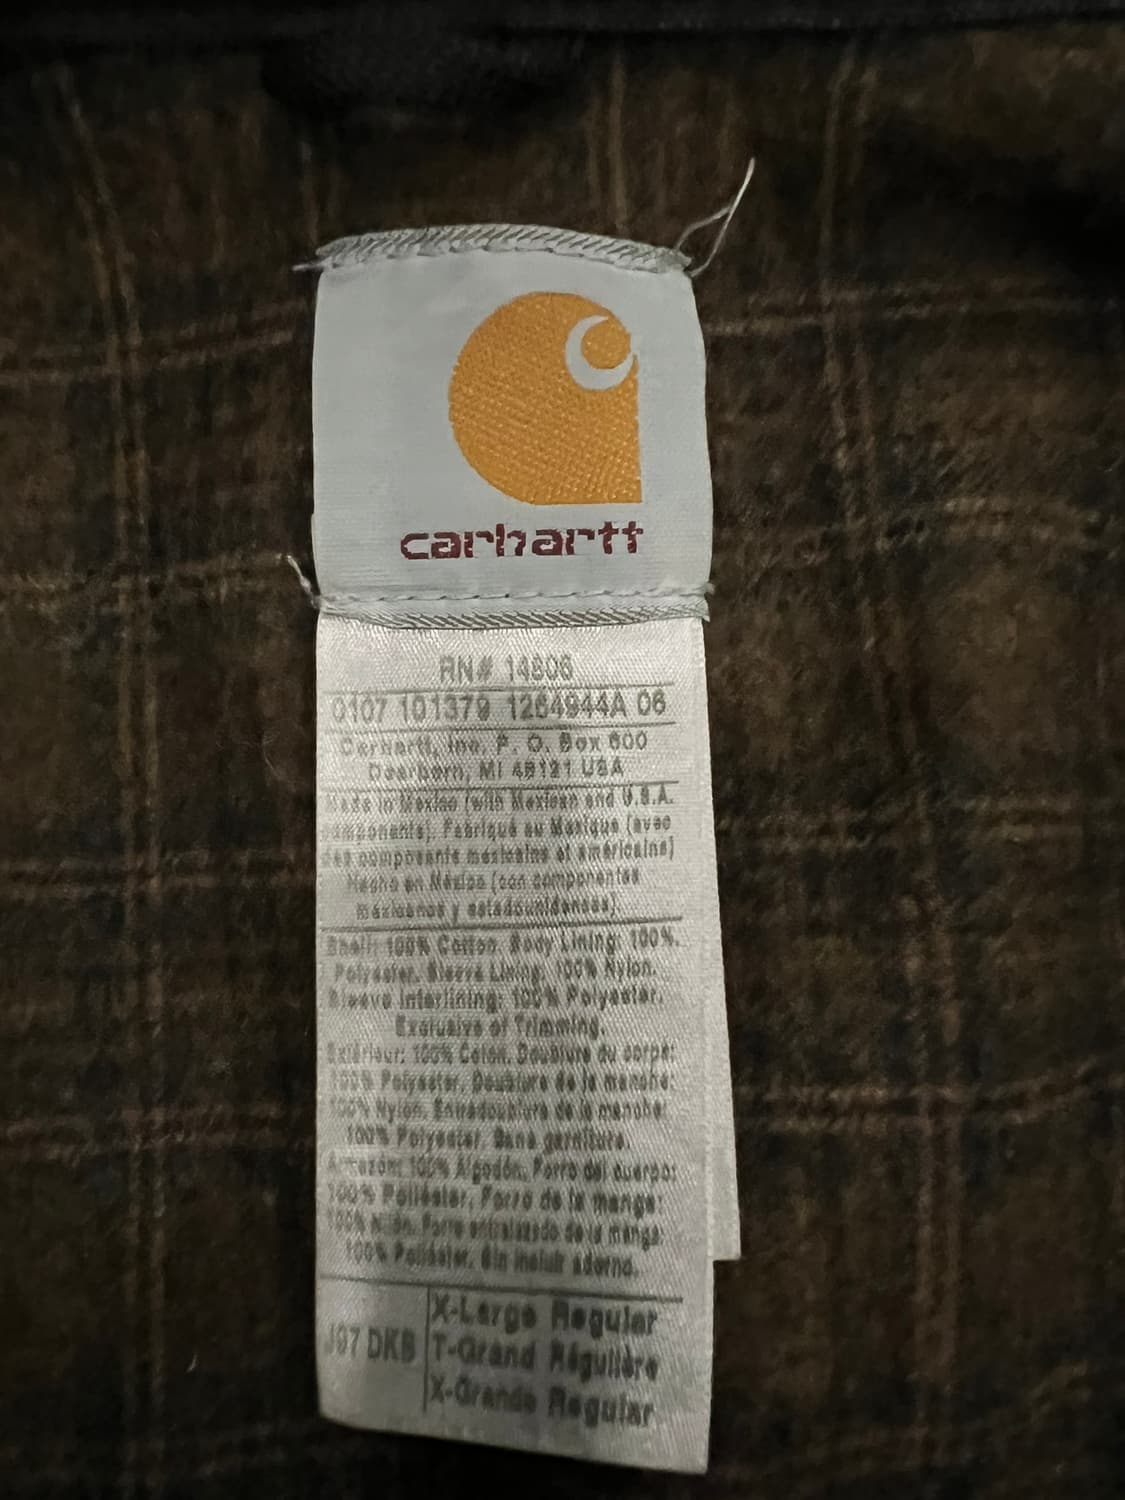 carhartt
RN# 14806
0107 101379 1264944A 06
Carhartt, Inc. P. O. Box 600
Dearborn, MI 48121 USA
Made in Mexico (with Mexican and U.S.A.
components). Fabriqué au Mexique (avec
des composants mexicains et américains)
Hecho en México (con componentes
mexicanos y estadounidenses)
Shell: 100% Cotton. Body Lining: 100%.
Polyester. Sleeve Lining: 100% Nylon.
Sleeve Interlining: 100% Polyester.
Exclusive of Trimming.
Extérieur: 100% Coton. Doublure du corps:
100% Polyester. Doublure de la manche:
100% Nylon. Entredoublure de la manche:
100% Polyester. Sans garniture.
Armazón: 100% Algodón. Forro del cuerpo:
100% Poliéster. Forro de la manga:
100% Nilón. Forro entrelazado de la manga:
100% Poliéster. Sin incluir adorno.
J97 DKB
X-Large Regular
T-Grand Régulière
X-Grande Regular